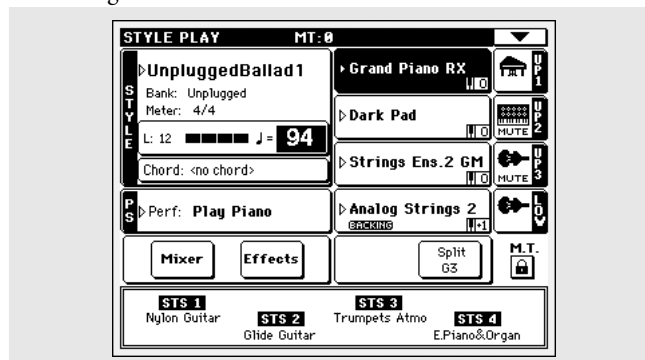 STYLE PLAY MT:0
STYLE
UnpluggedBallad1
Bank: Unplugged
Meter: 4/4
L: 12 ♩= 94
Chord: <no chord>
PS
Perf: Play Piano
Grand Piano RX
0
UP1
Dark Pad
0
MUTE
UP2
Strings Ens.2 GM
0
MUTE
UP3
Analog Strings 2
BACKING
+1
LOW
Mixer
Effects
Split
G3
M.T.
STS 1
Nylon Guitar
STS 2
Glide Guitar
STS 3
Trumpets Atmo
STS 4
E.Piano&Organ